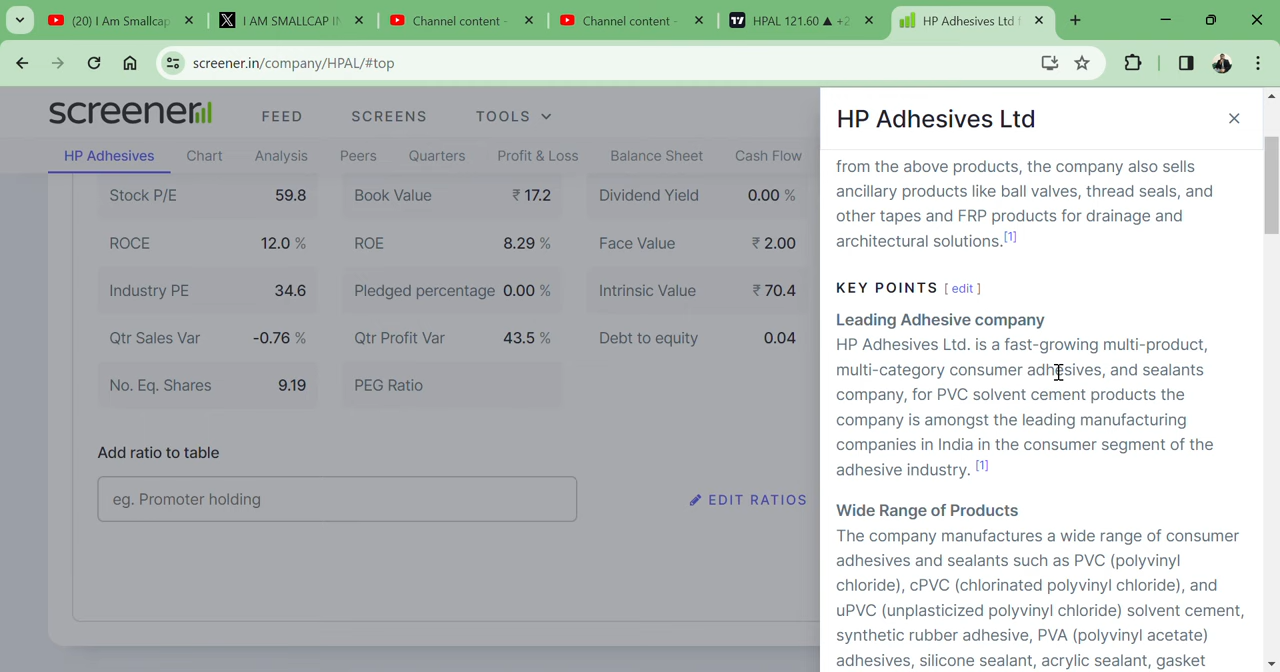 (20) I Am Smallcap
I AM SMALLCAP IN
Channel content -
Channel content -
HPAL 121.60 ▲ +2
HP Adhesives Ltd
screener.in/company/HPAL/#top
screener
FEED
SCREENS
TOOLS
HP Adhesives
Chart
Analysis
Peers
Quarters
Profit & Loss
Balance Sheet
Cash Flow
Stock P/E 59.8
Book Value ₹ 17.2
Dividend Yield 0.00 %
ROCE 12.0 %
ROE 8.29 %
Face Value ₹ 2.00
Industry PE 34.6
Pledged percentage 0.00 %
Intrinsic Value ₹ 70.4
Qtr Sales Var -0.76 %
Qtr Profit Var 43.5 %
Debt to equity 0.04
No. Eq. Shares 9.19
PEG Ratio
Add ratio to table
eg. Promoter holding
EDIT RATIOS
HP Adhesives Ltd
from the above products, the company also sells
ancillary products like ball valves, thread seals, and
other tapes and FRP products for drainage and
architectural solutions.[1]
KEY POINTS [ edit ]
Leading Adhesive company
HP Adhesives Ltd. is a fast-growing multi-product,
multi-category consumer adhesives, and sealants
company, for PVC solvent cement products the
company is amongst the leading manufacturing
companies in India in the consumer segment of the
adhesive industry. [1]
Wide Range of Products
The company manufactures a wide range of consumer
adhesives and sealants such as PVC (polyvinyl
chloride), cPVC (chlorinated polyvinyl chloride), and
uPVC (unplasticized polyvinyl chloride) solvent cement,
synthetic rubber adhesive, PVA (polyvinyl acetate)
adhesives, silicone sealant, acrylic sealant, gasket